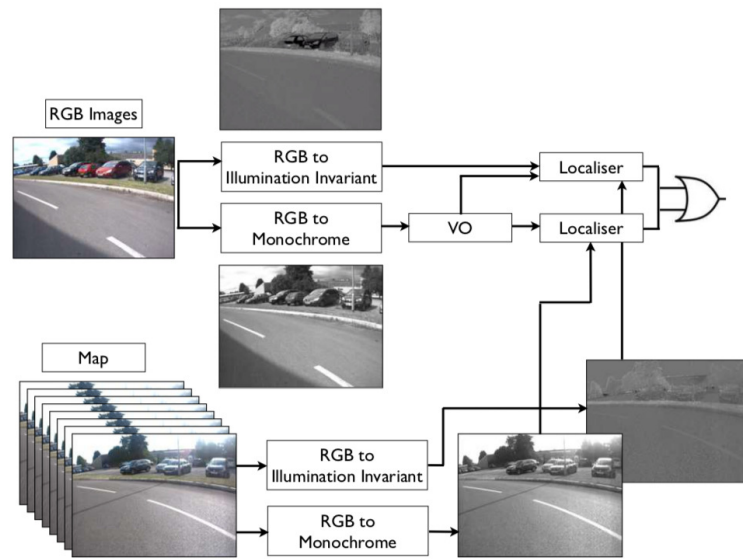 RGB Images
RGB to
Illumination Invariant
Localiser
RGB to
Monochrome
VO
Localiser
Map
RGB to
Illumination Invariant
RGB to
Monochrome